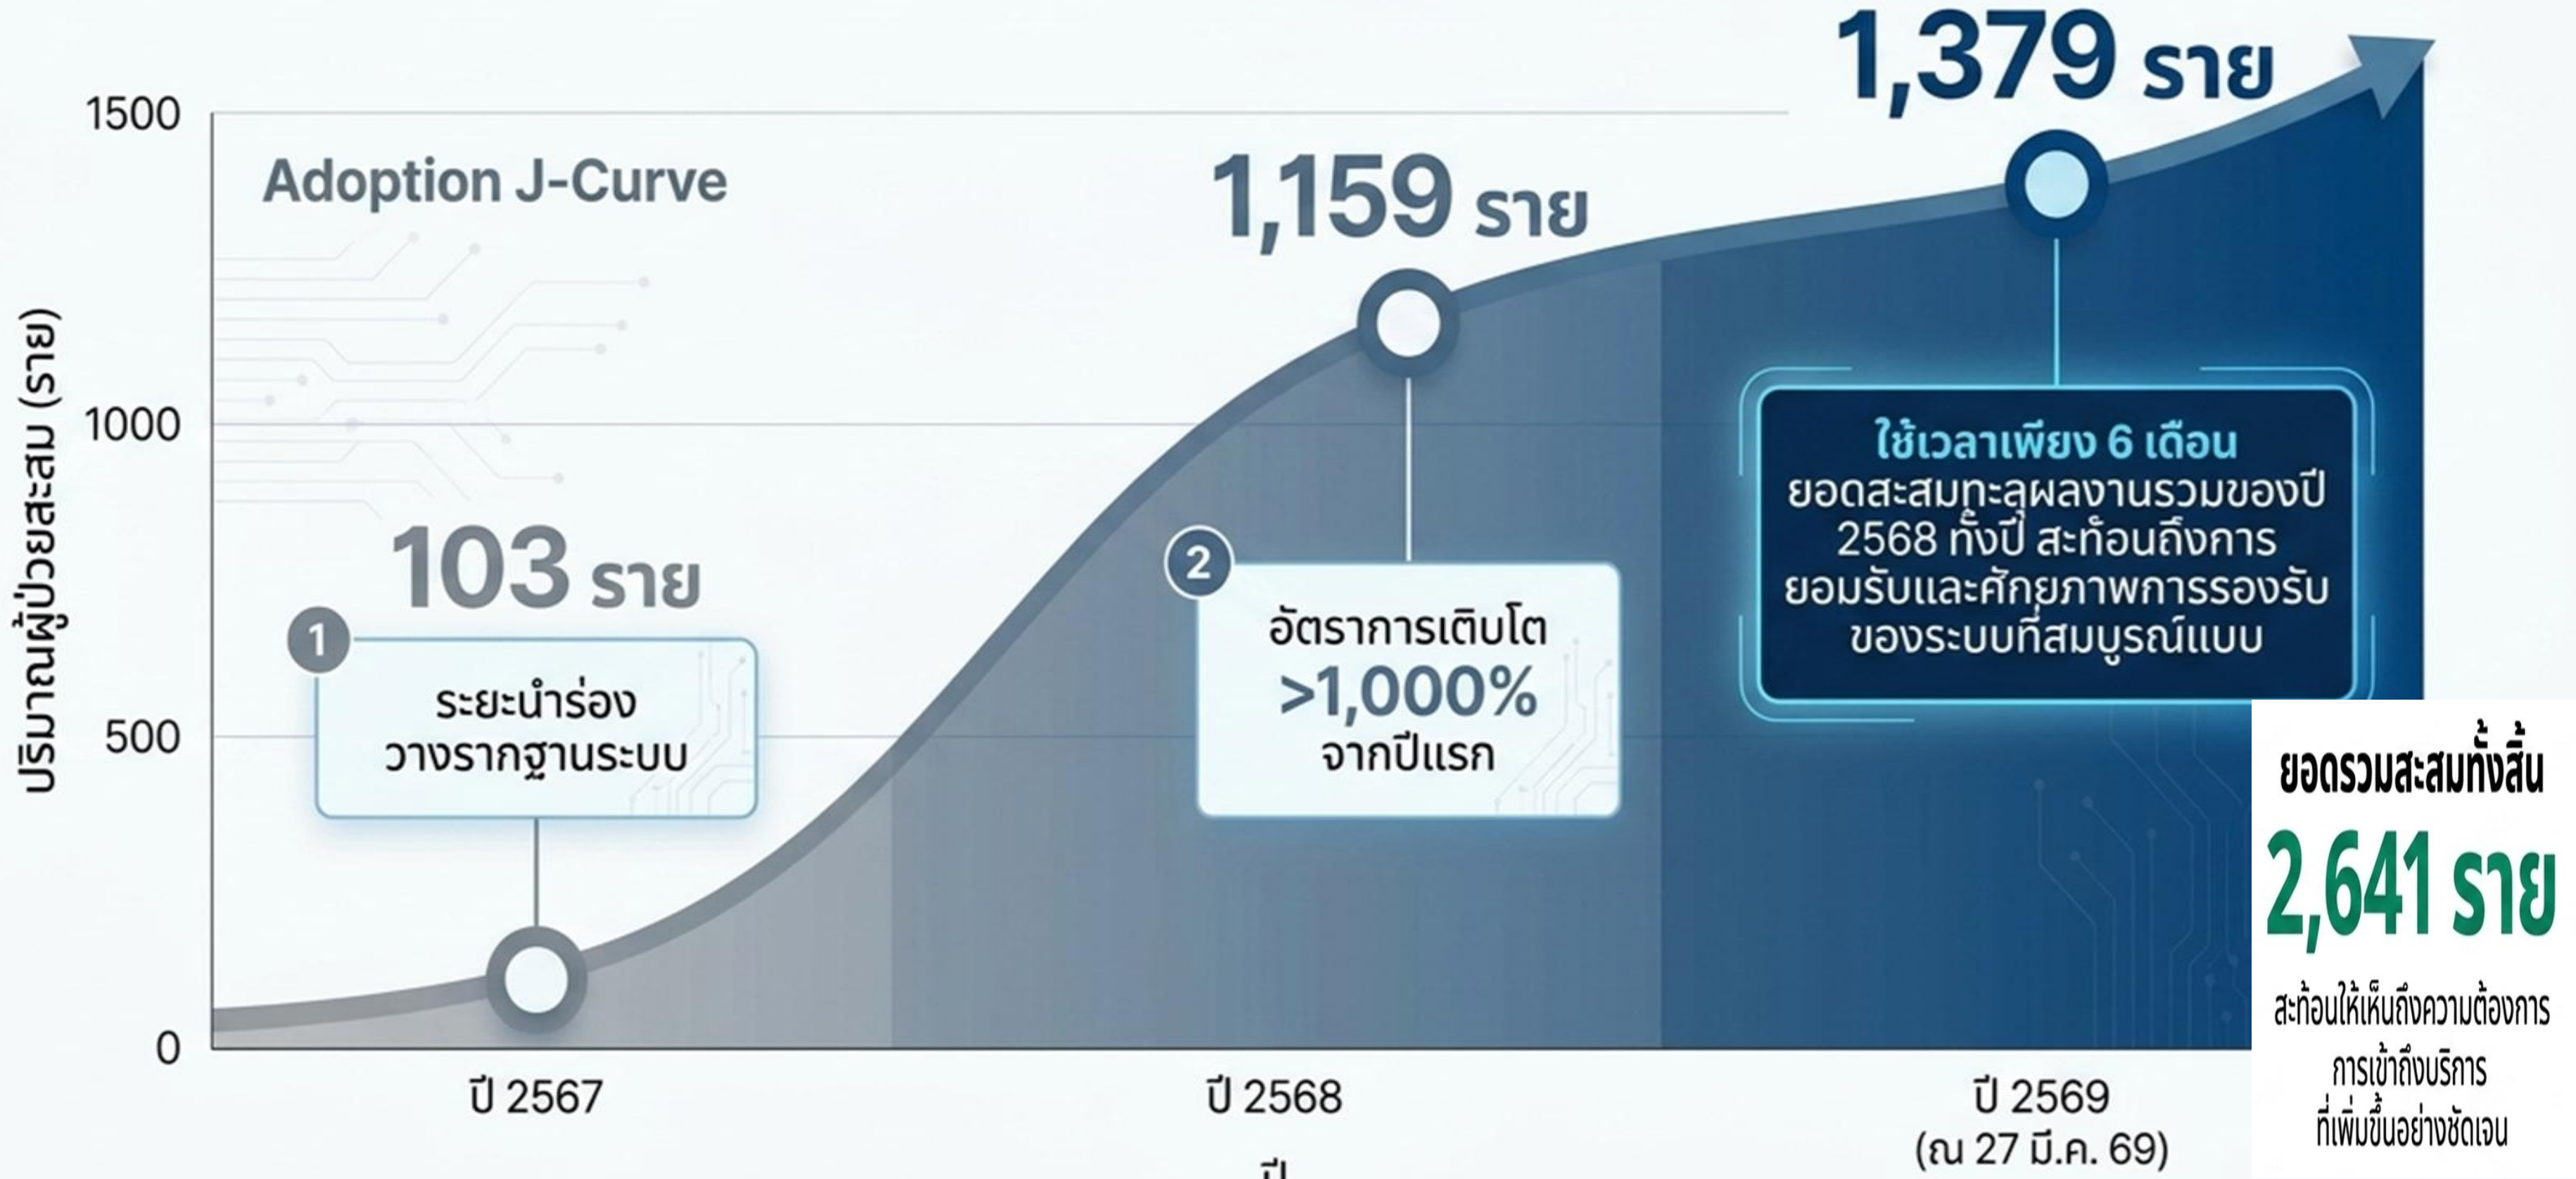 1,379 ราย
1500
Adoption J-Curve
1,159 ราย
ปริมาณผู้ป่วยสะสม (ราย)
1000
ใช้เวลาเพียง 6 เดือน
ยอดสะสมทะลุผลงานรวมของปี
2568 ทั้งปี สะท้อนถึงการ
ยอมรับและศักยภาพการรองรับ
ของระบบที่สมบูรณ์แบบ
103 ราย
1
ระยะนำร่อง
วางรากฐานระบบ
2
อัตราการเติบโต
>1,000%
จากปีแรก
500
0
ยอดรวมสะสมทั้งสิ้น
2,641 ราย
สะท้อนให้เห็นถึงความต้องการ
การเข้าถึงบริการ
ที่เพิ่มขึ้นอย่างชัดเจน
ปี 2567
ปี 2568
ปี 2569
(ณ 27 มี.ค. 69)
ปี